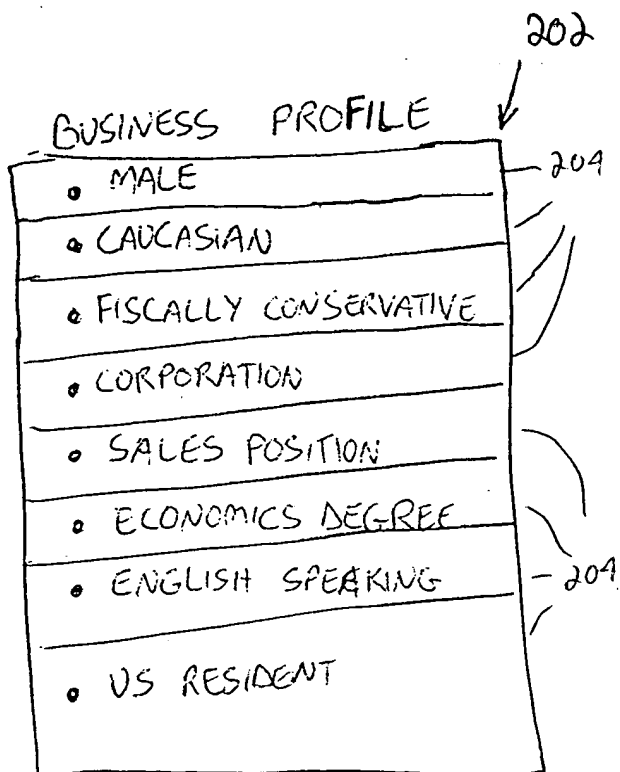 202
BUSINESS PROFILE
• MALE
204
• CAUCASIAN
• FISCALLY CONSERVATIVE
• CORPORATION
• SALES POSITION
• ECONOMICS DEGREE
• ENGLISH SPEAKING
204
• US RESIDENT